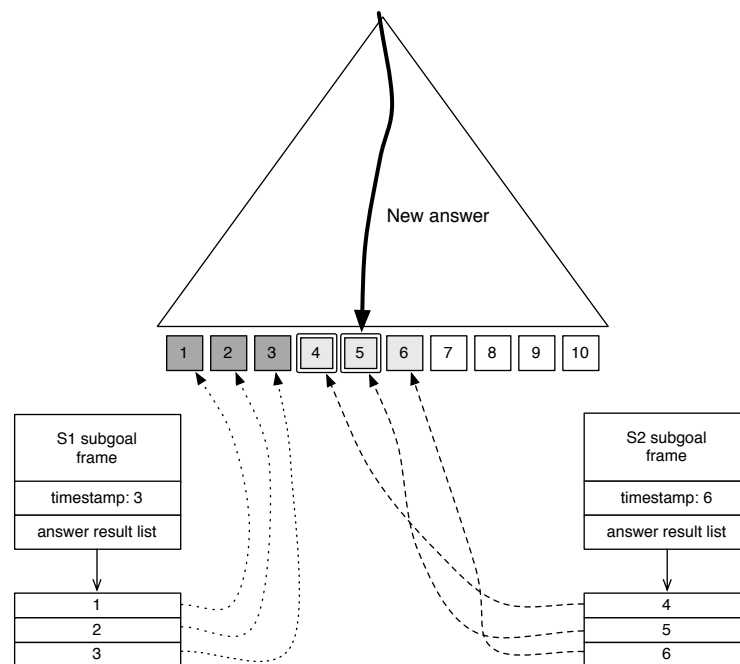 New answer
1 2 3 4 5 6 7 8 9 10
S1 subgoal
frame
timestamp: 3
answer result list
1
2
3
S2 subgoal
frame
timestamp: 6
answer result list
4
5
6